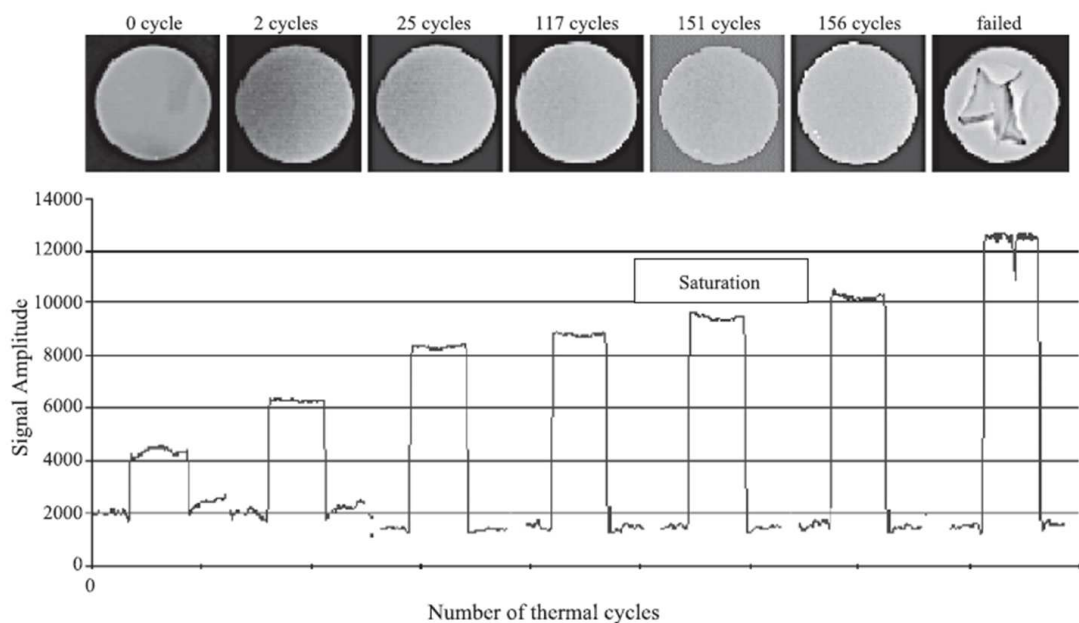 0 cycle 2 cycles 25 cycles 117 cycles 151 cycles 156 cycles failed
14000
12000
10000
8000
6000
4000
2000
0
0
Signal Amplitude
Saturation
Number of thermal cycles